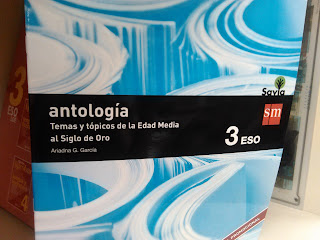 antología
Temas y tópicos de la Edad Media
al Siglo de Oro
Ariadna G. García
Savia
sm
3 ESO
3
ESO